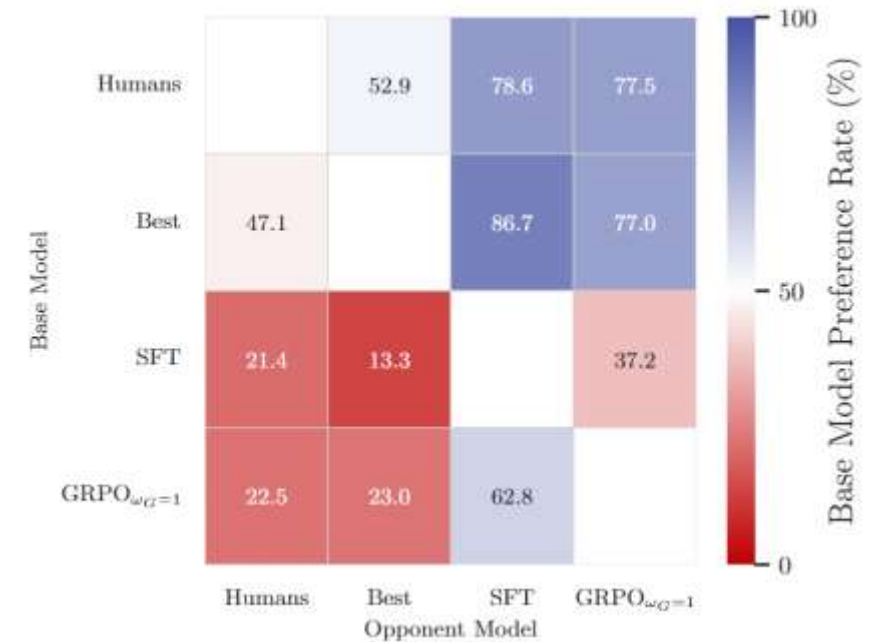 100
Humans 52.9 78.6 77.5
Best 47.1 86.7 77.0
50
SFT 21.4 13.3 37.2
GRPO_{ω_G=1} 22.5 23.0 62.8
0
Humans Best SFT GRPO_{ω_G=1}
Opponent Model
Base Model
Base Model Preference Rate (%)